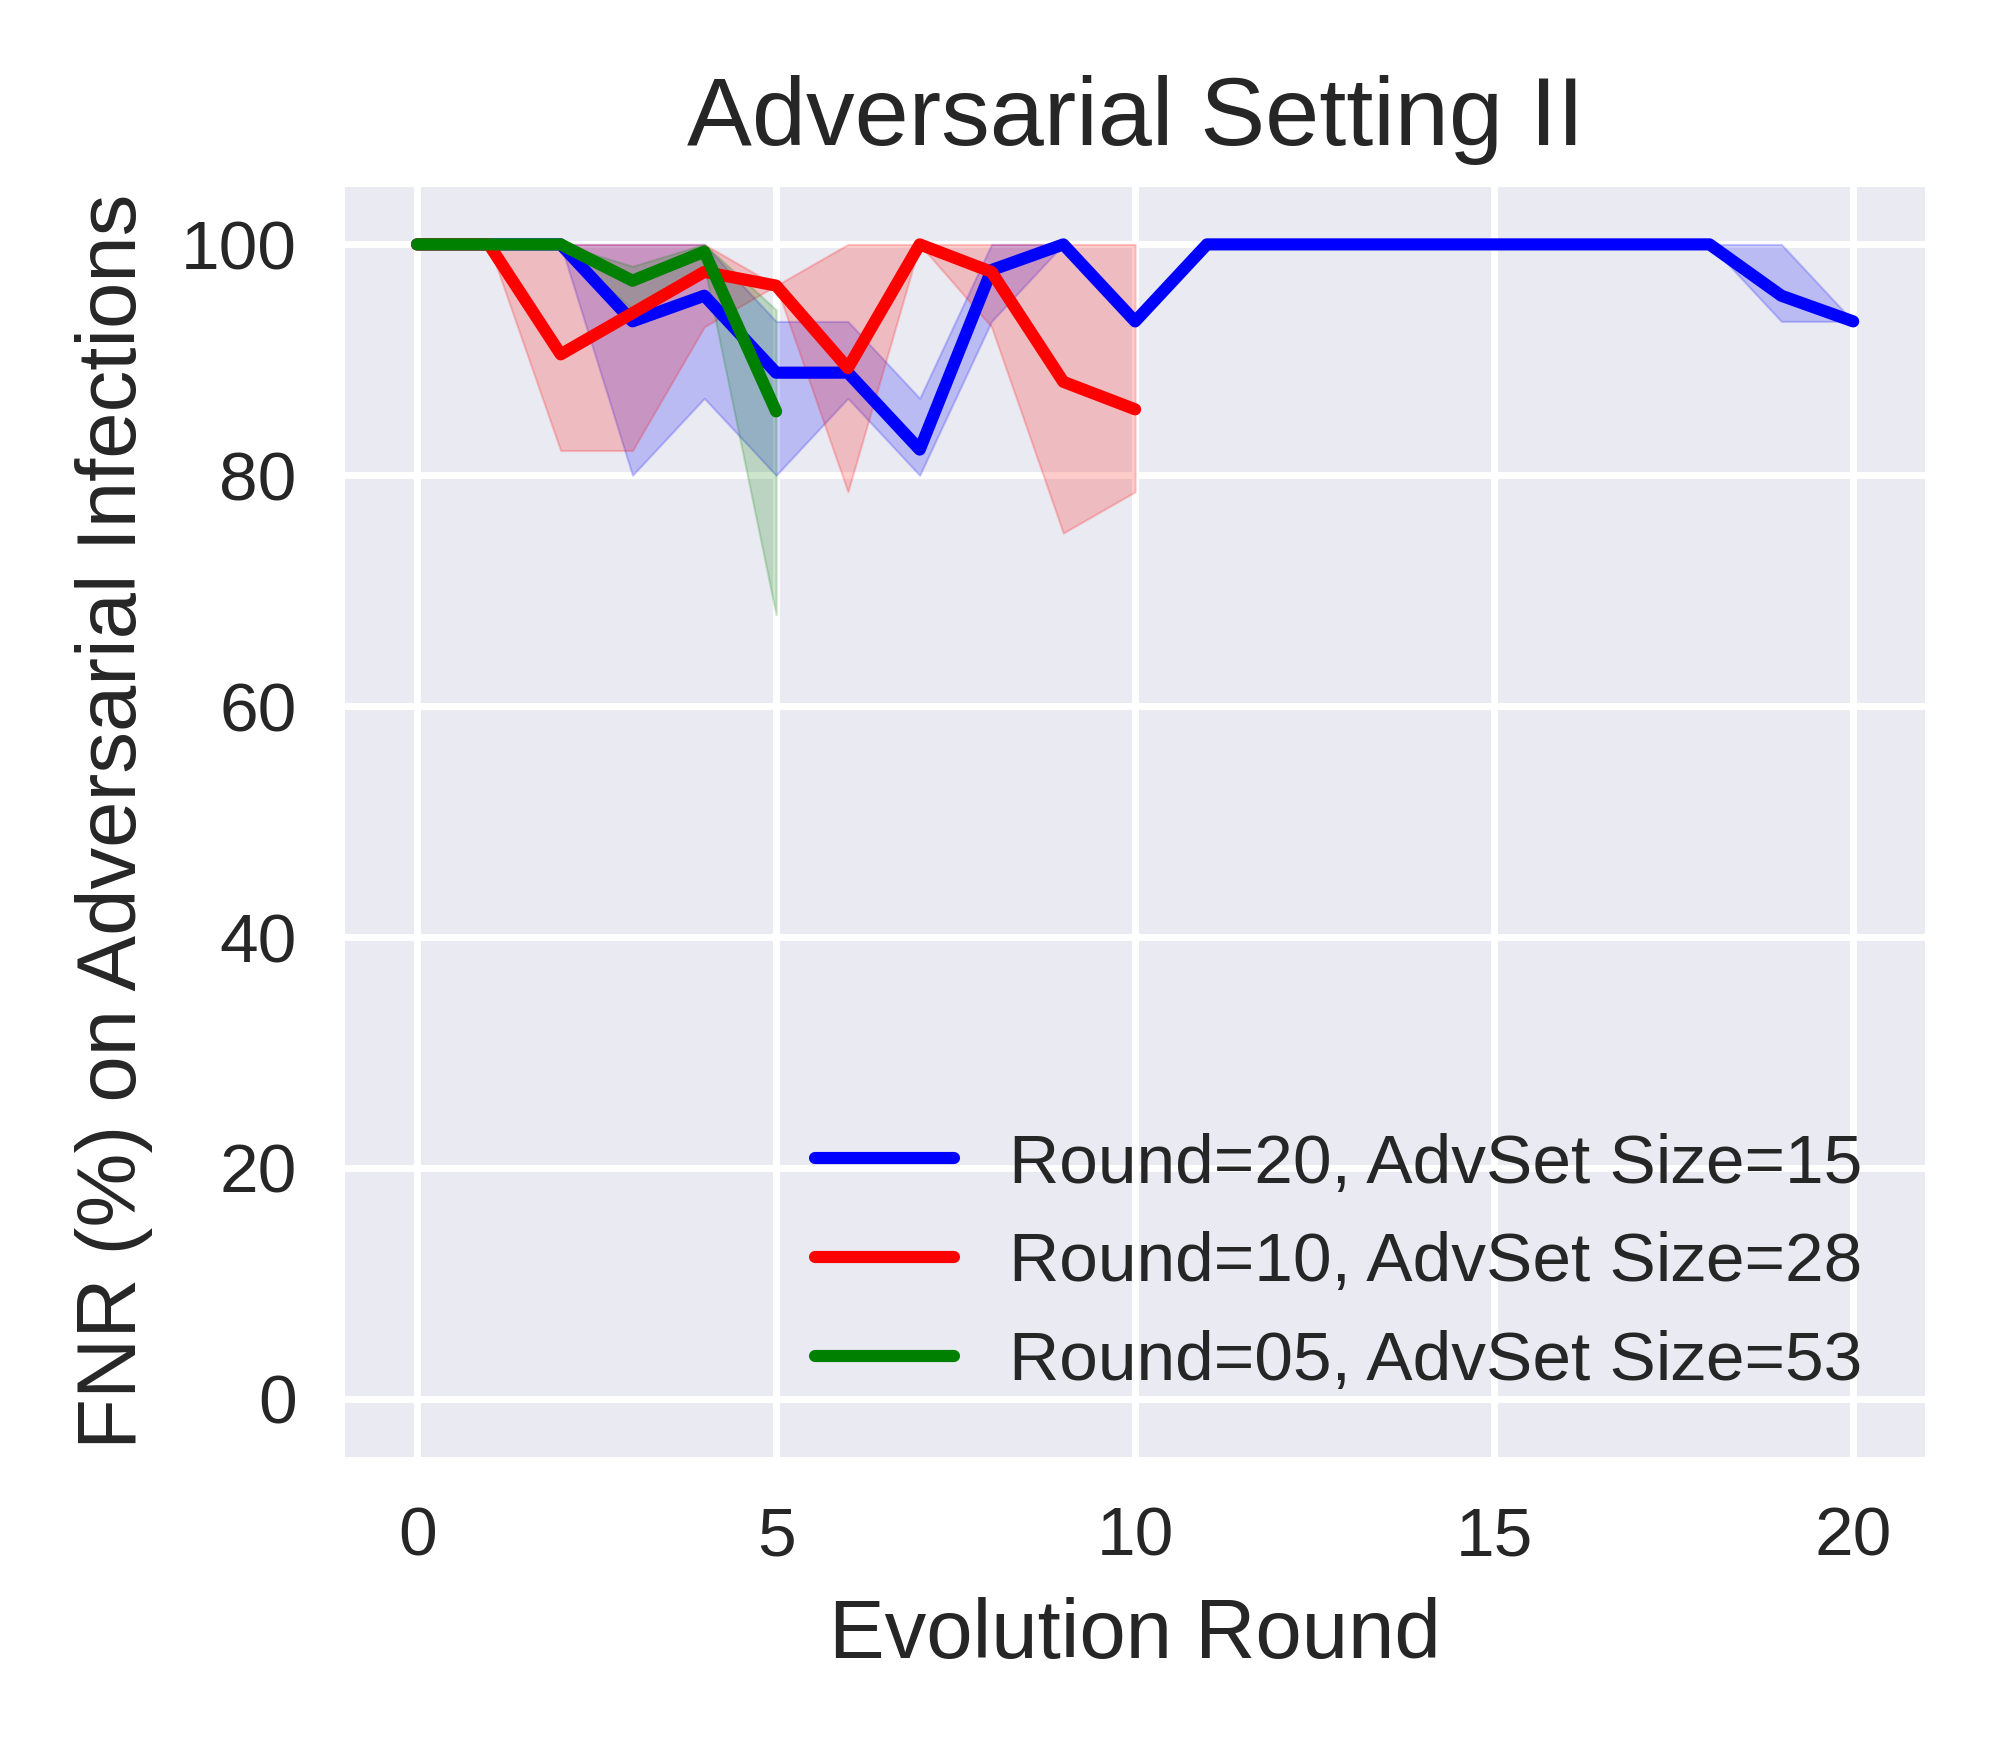 Adversarial Setting II
FNR (%) on Adversarial Infections
100
80
60
40
20
0
Round=20, AdvSet Size=15
Round=10, AdvSet Size=28
Round=05, AdvSet Size=53
0 5 10 15 20
Evolution Round